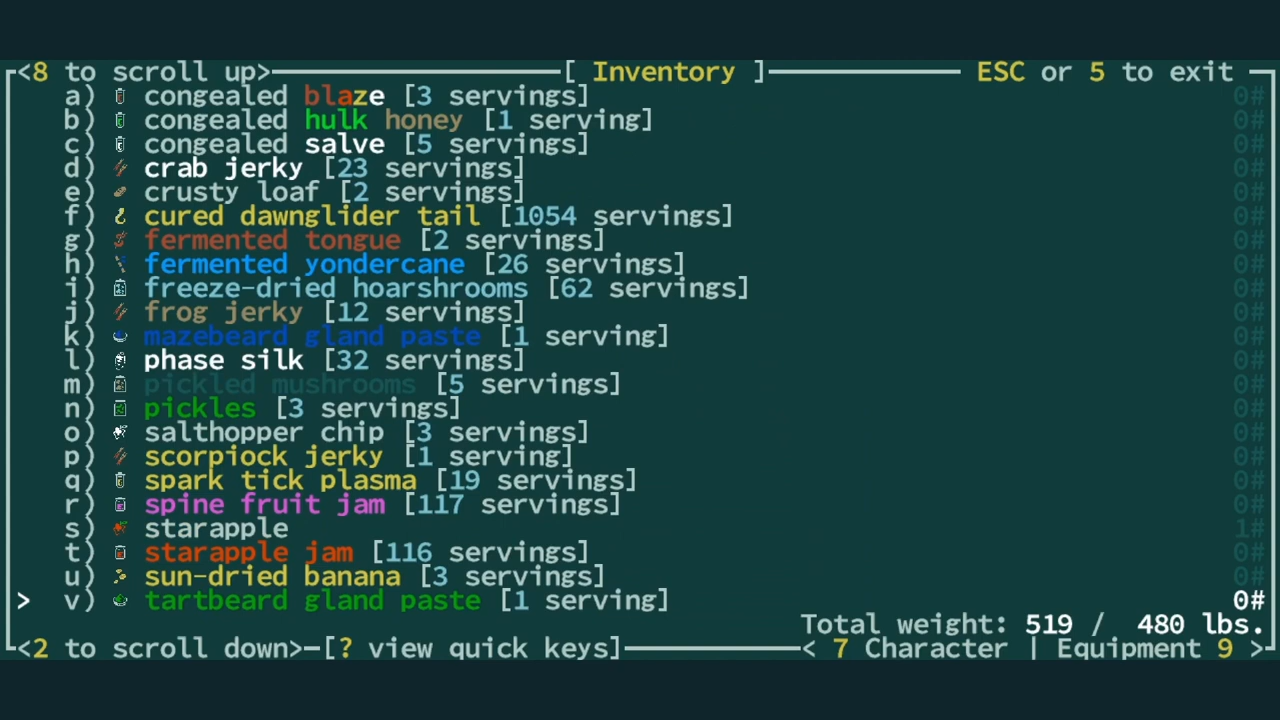 <8 to scroll up> [ Inventory ] ESC or 5 to exit
a) congealed blaze [3 servings] 0#
b) congealed hulk honey [1 serving] 0#
c) congealed salve [5 servings] 0#
d) crab jerky [23 servings] 0#
e) crusty loaf [2 servings] 0#
f) cured dawnglider tail [1054 servings] 0#
g) fermented tongue [2 servings] 0#
h) fermented yondercane [26 servings] 0#
i) freeze-dried hoarshrooms [62 servings] 0#
j) frog jerky [12 servings] 0#
k) mazebeard gland paste [1 serving] 0#
l) phase silk [32 servings] 0#
m) pickled mushrooms [5 servings] 0#
n) pickles [3 servings] 0#
o) salthopper chip [3 servings] 0#
p) scorpiock jerky [1 serving] 0#
q) spark tick plasma [19 servings] 0#
r) spine fruit jam [117 servings] 0#
s) starapple 1#
t) starapple jam [116 servings] 0#
u) sun-dried banana [3 servings] 0#
> v) tartbeard gland paste [1 serving] 0#
Total weight: 519 / 480 lbs.
<2 to scroll down> [? view quick keys] < 7 Character | Equipment 9 >